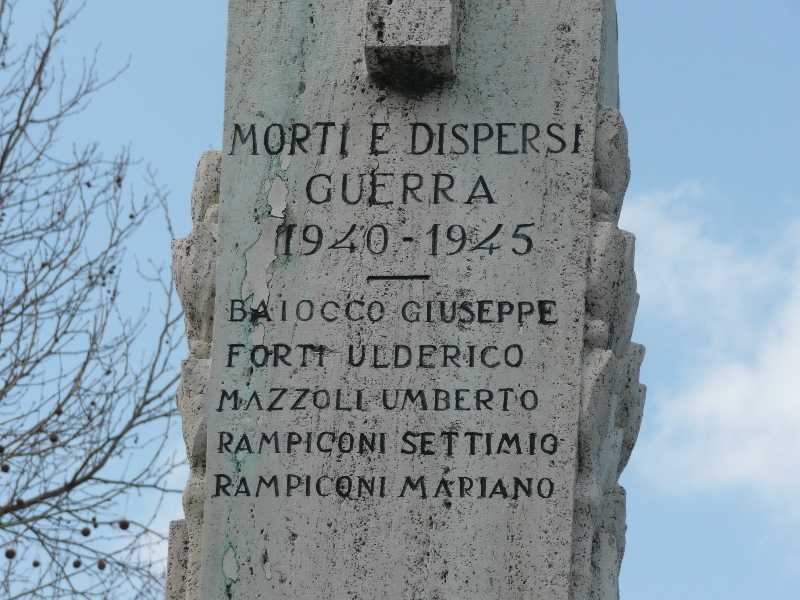 MORTI E DISPERSI
GUERRA
1940-1945
BAIOCCO GIUSEPPE
FORTI ULDERICO
MAZZOLI UMBERTO
RAMPICONI SETTIMIO
RAMPICONI MARIANO